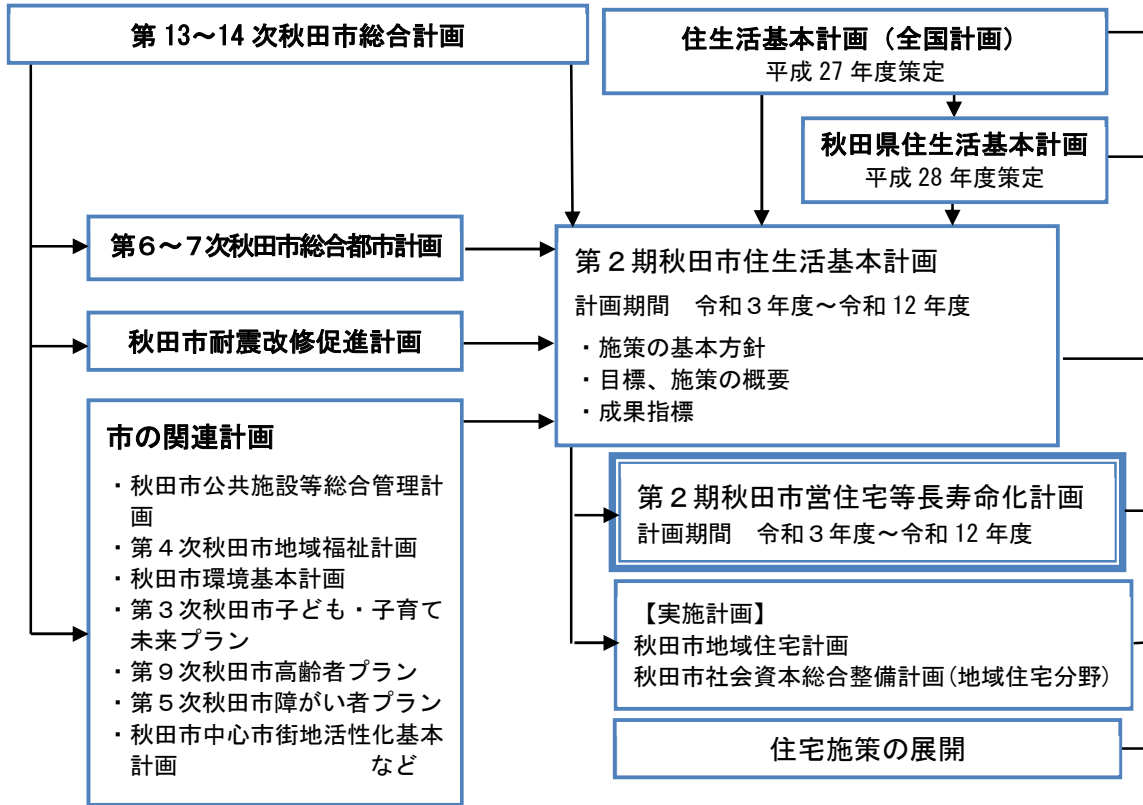 第13～14次秋田市総合計画
住生活基本計画（全国計画）
平成27年度策定
秋田県住生活基本計画
平成28年度策定
第６～７次秋田市総合都市計画
秋田市耐震改修促進計画
市の関連計画
・秋田市公共施設等総合管理計
画
・第４次秋田市地域福祉計画
・秋田市環境基本計画
・第３次秋田市子ども・子育て
未来プラン
・第９次秋田市高齢者プラン
・第５次秋田市障がい者プラン
・秋田市中心市街地活性化基本
計画　　　　　　　など
第２期秋田市住生活基本計画
計画期間　令和３年度～令和12年度
・施策の基本方針
・目標、施策の概要
・成果指標
第２期秋田市営住宅等長寿命化計画
計画期間　令和３年度～令和12年度
【実施計画】
秋田市地域住宅計画
秋田市社会資本総合整備計画(地域住宅分野)
住宅施策の展開